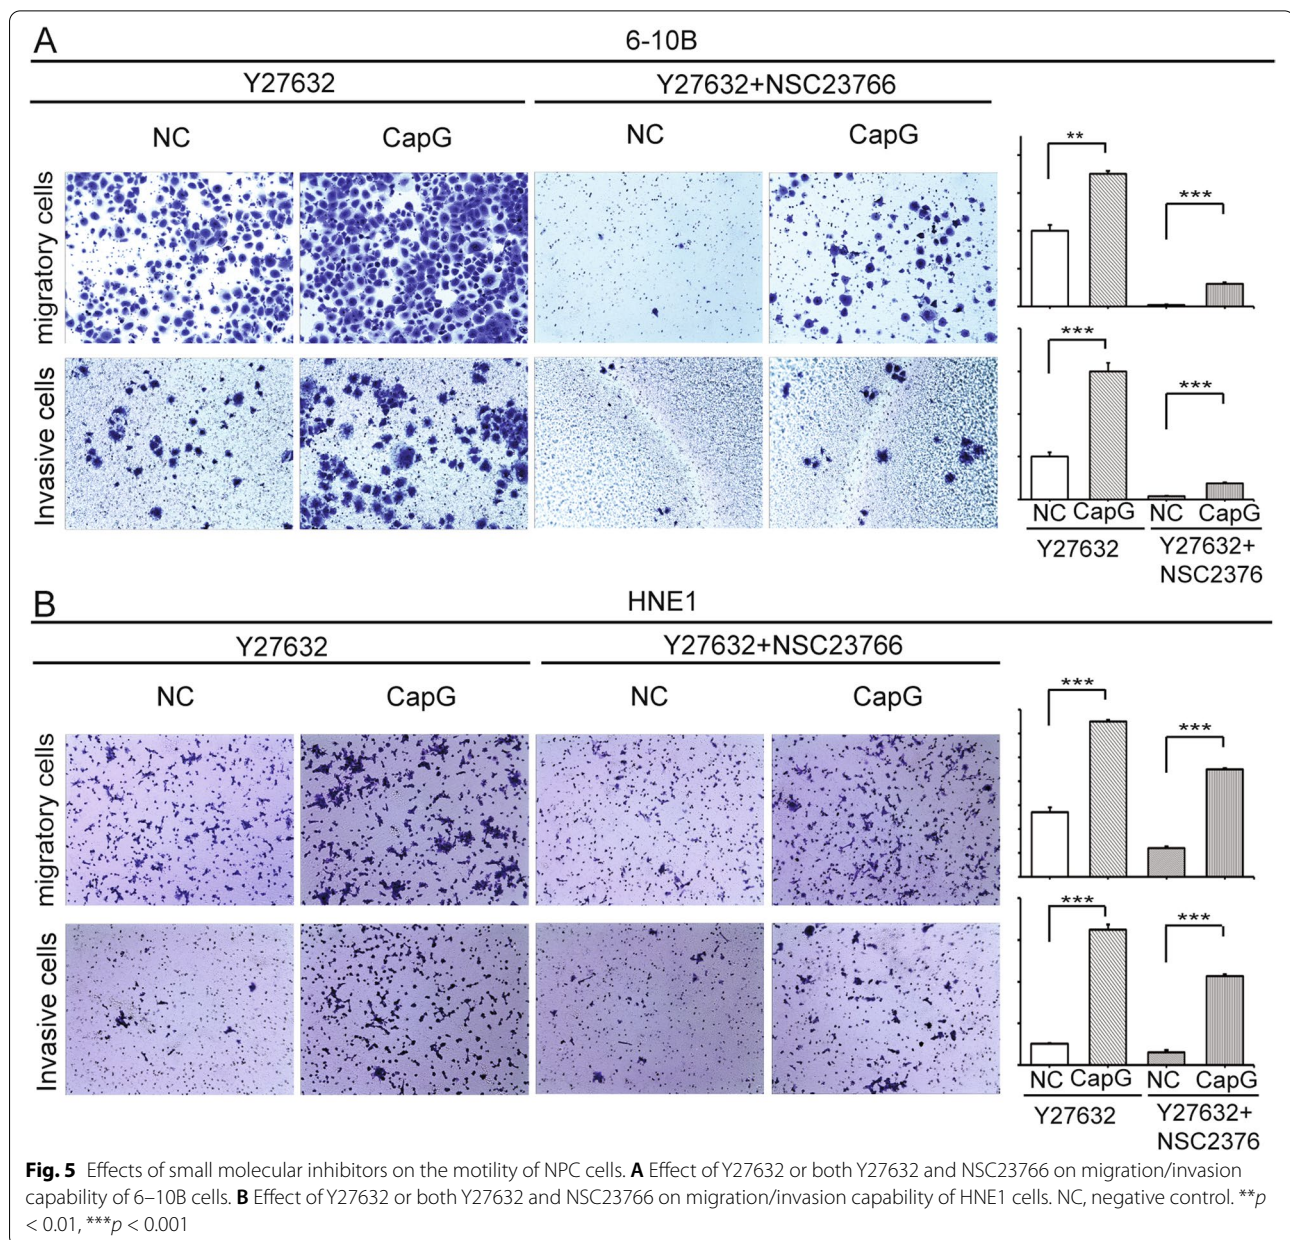 A
6-10B
Y27632
Y27632+NSC23766
NC
CapG
NC
CapG
migratory cells
**
***
Invasive cells
***
***
NC CapG NC CapG
Y27632
Y27632+
NSC2376
B
HNE1
Y27632
Y27632+NSC23766
NC
CapG
NC
CapG
migratory cells
***
***
Invasive cells
***
***
NC CapG NC CapG
Y27632
Y27632+
NSC2376
Fig. 5 Effects of small molecular inhibitors on the motility of NPC cells. A Effect of Y27632 or both Y27632 and NSC23766 on migration/invasion
capability of 6–10B cells. B Effect of Y27632 or both Y27632 and NSC23766 on migration/invasion capability of HNE1 cells. NC, negative control. **p
< 0.01, ***p < 0.001